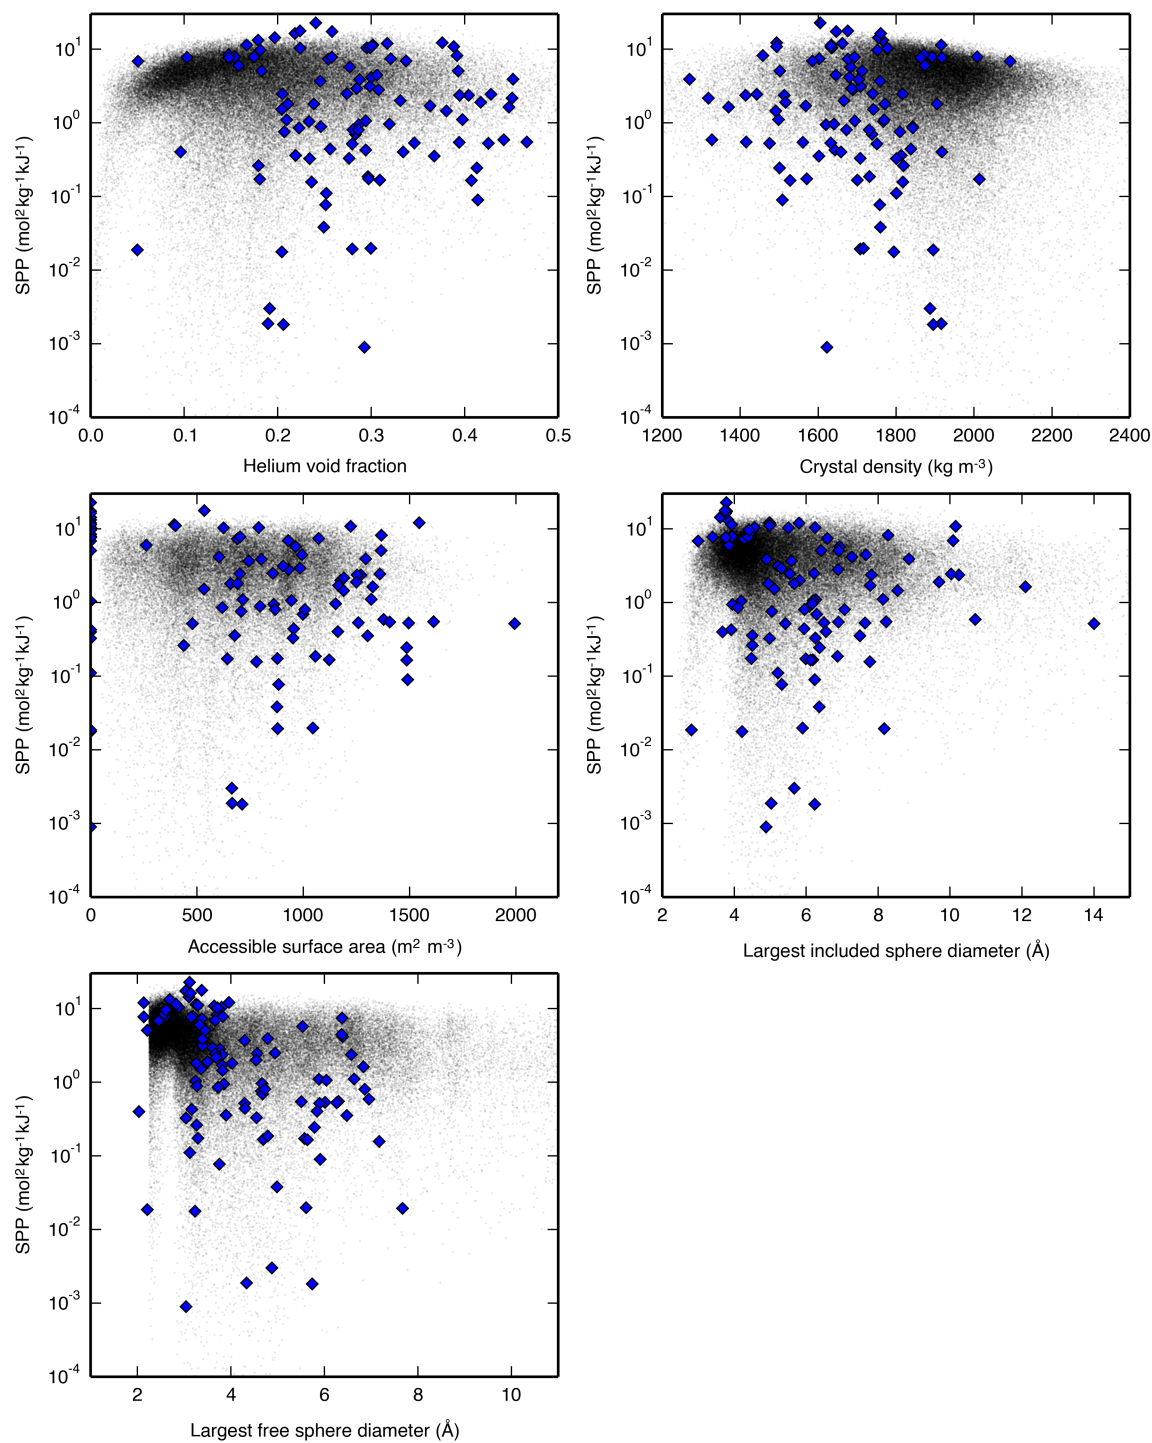 10¹
10⁰
10⁻¹
10⁻²
10⁻³
10⁻⁴
SPP (mol²kg⁻¹kJ⁻¹)
0.0 0.1 0.2 0.3 0.4 0.5
Helium void fraction
10¹
10⁰
10⁻¹
10⁻²
10⁻³
10⁻⁴
SPP (mol²kg⁻¹kJ⁻¹)
1200 1400 1600 1800 2000 2200 2400
Crystal density (kg m⁻³)
10¹
10⁰
10⁻¹
10⁻²
10⁻³
10⁻⁴
SPP (mol²kg⁻¹kJ⁻¹)
0 500 1000 1500 2000
Accessible surface area (m² m⁻³)
10¹
10⁰
10⁻¹
10⁻²
10⁻³
10⁻⁴
SPP (mol²kg⁻¹kJ⁻¹)
2 4 6 8 10 12 14
Largest included sphere diameter (Å)
10¹
10⁰
10⁻¹
10⁻²
10⁻³
10⁻⁴
SPP (mol²kg⁻¹kJ⁻¹)
2 4 6 8 10
Largest free sphere diameter (Å)